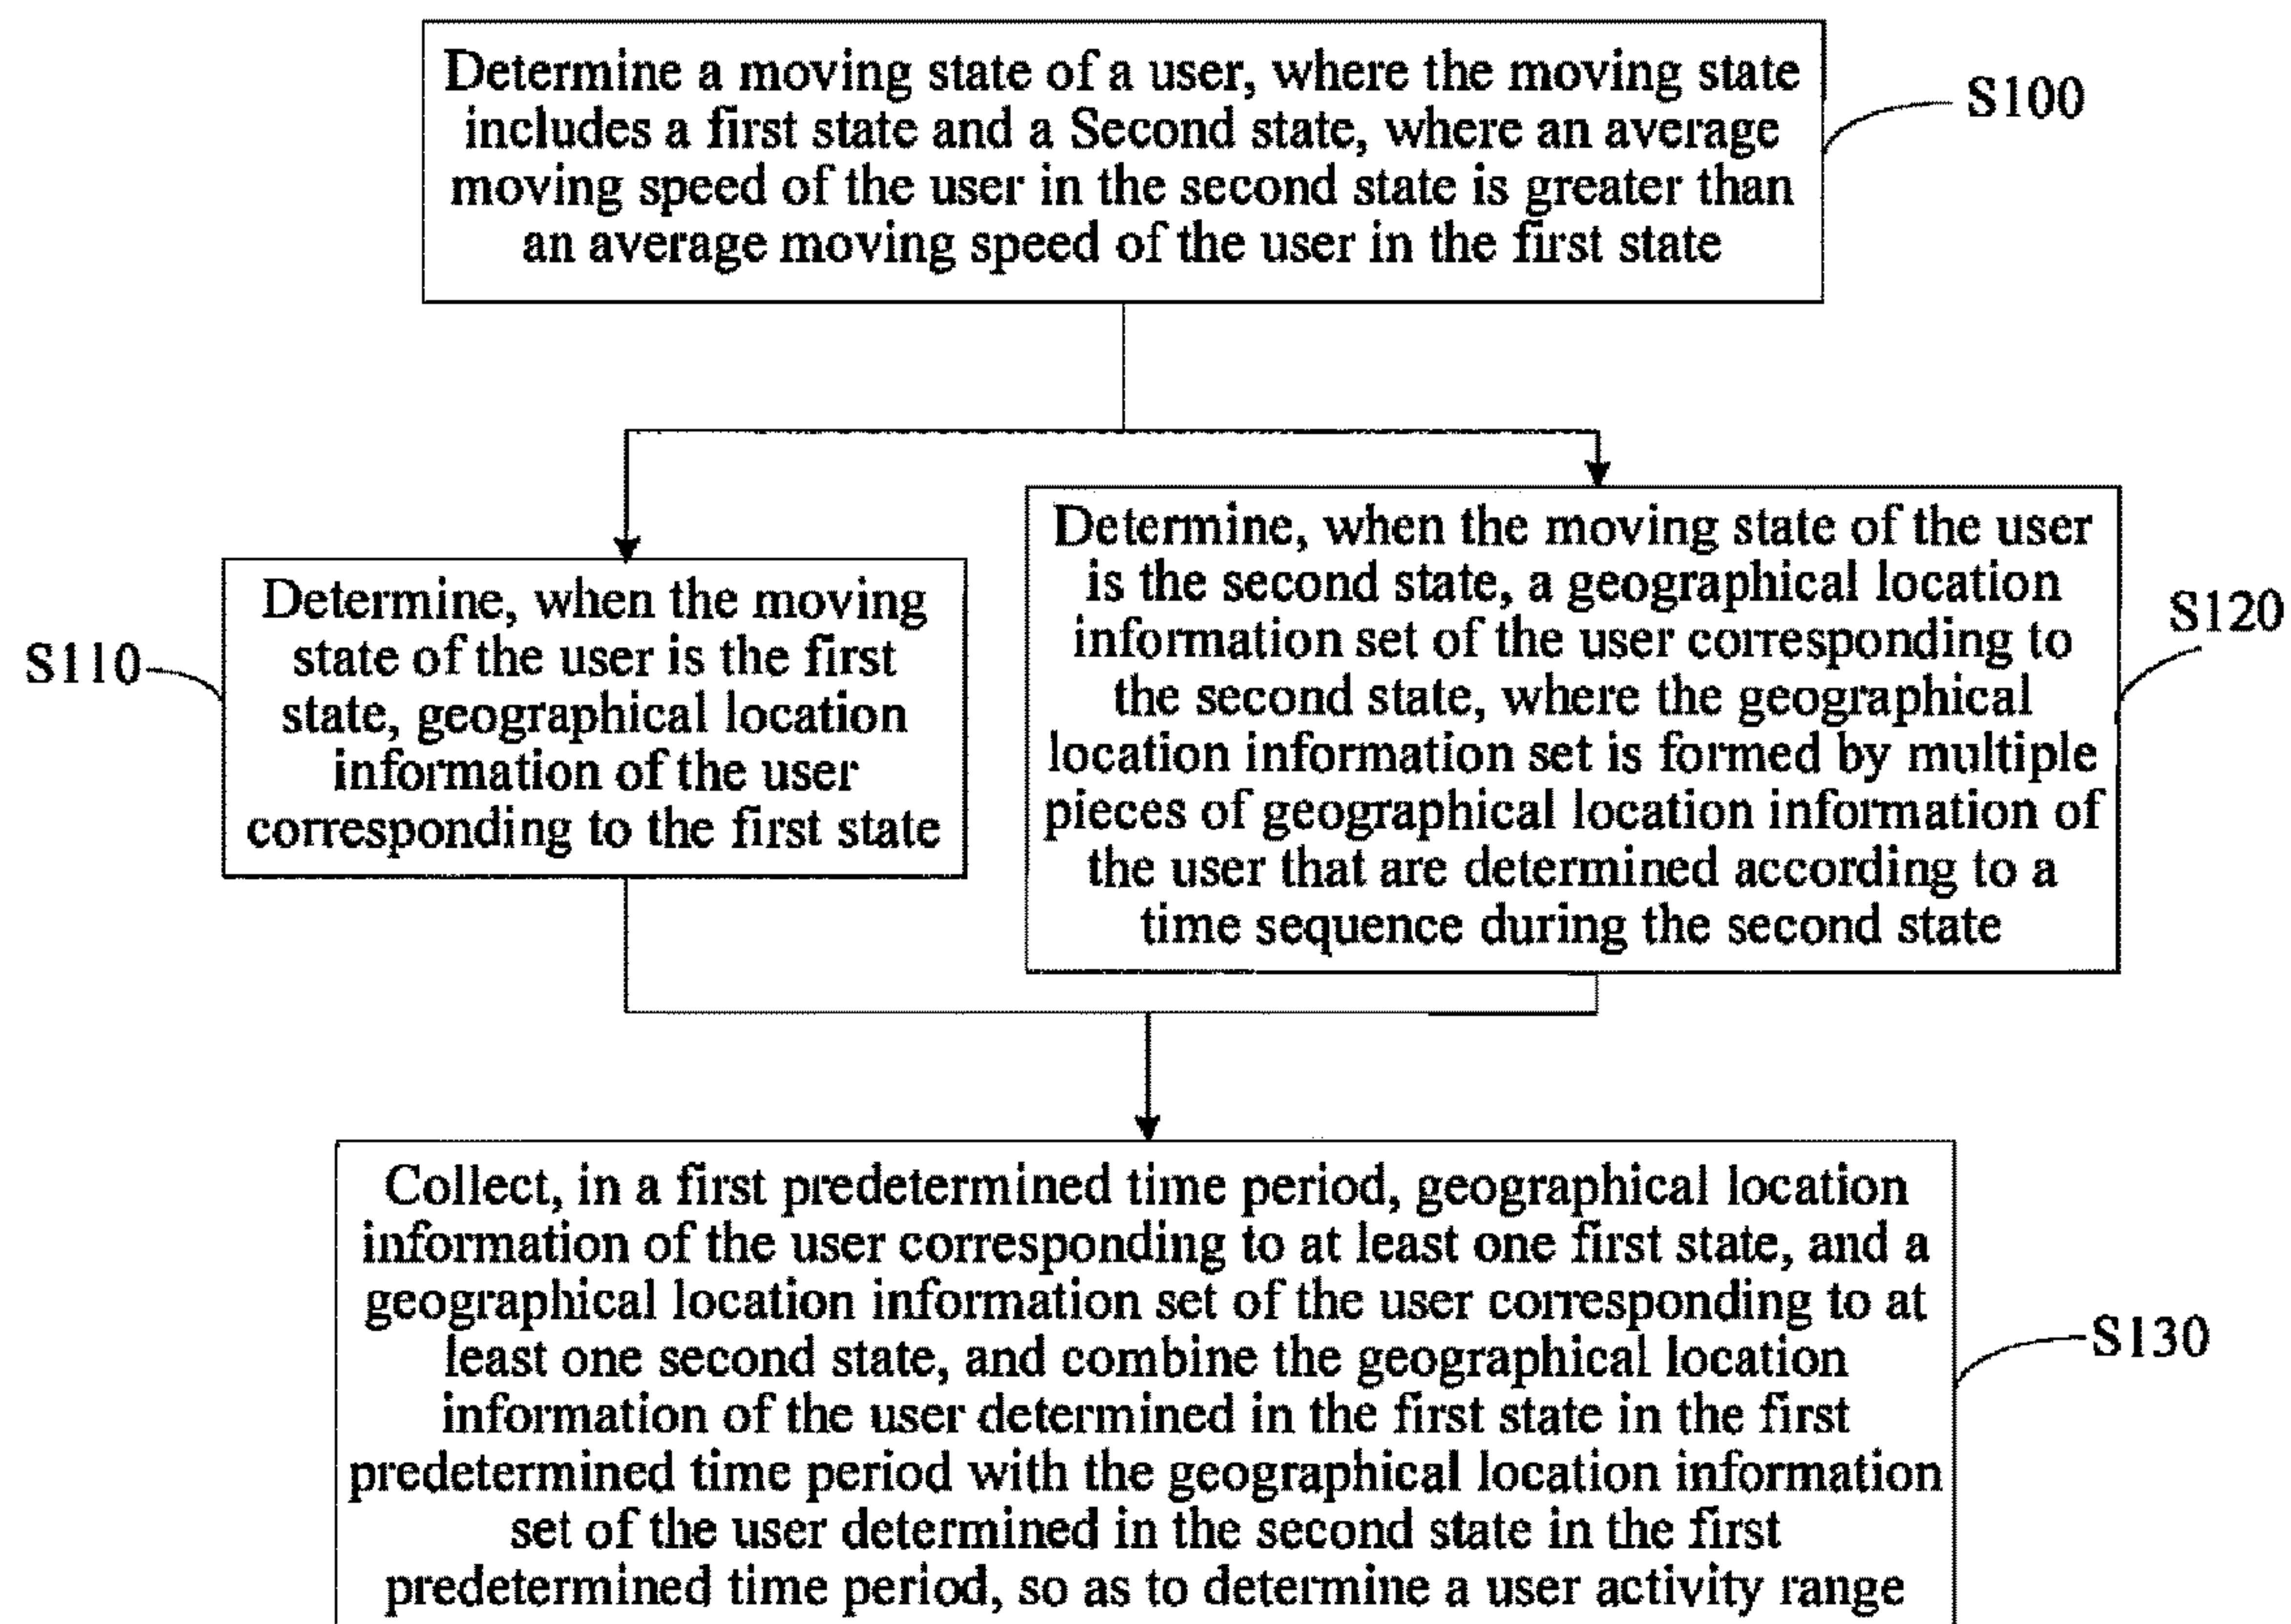 Determine a moving state of a user, where the moving state
includes a first state and a Second state, where an average
moving speed of the user in the second state is greater than
an average moving speed of the user in the first state
S100
S110
Determine, when the moving
state of the user is the first
state, geographical location
information of the user
corresponding to the first state
Determine, when the moving state of the user
is the second state, a geographical location
information set of the user corresponding to
the second state, where the geographical
location information set is formed by multiple
pieces of geographical location information of
the user that are determined according to a
time sequence during the second state
S120
Collect, in a first predetermined time period, geographical location
information of the user corresponding to at least one first state, and a
geographical location information set of the user corresponding to at
least one second state, and combine the geographical location
information of the user determined in the first state in the first
predetermined time period with the geographical location information
set of the user determined in the second state in the first
predetermined time period, so as to determine a user activity range
S130